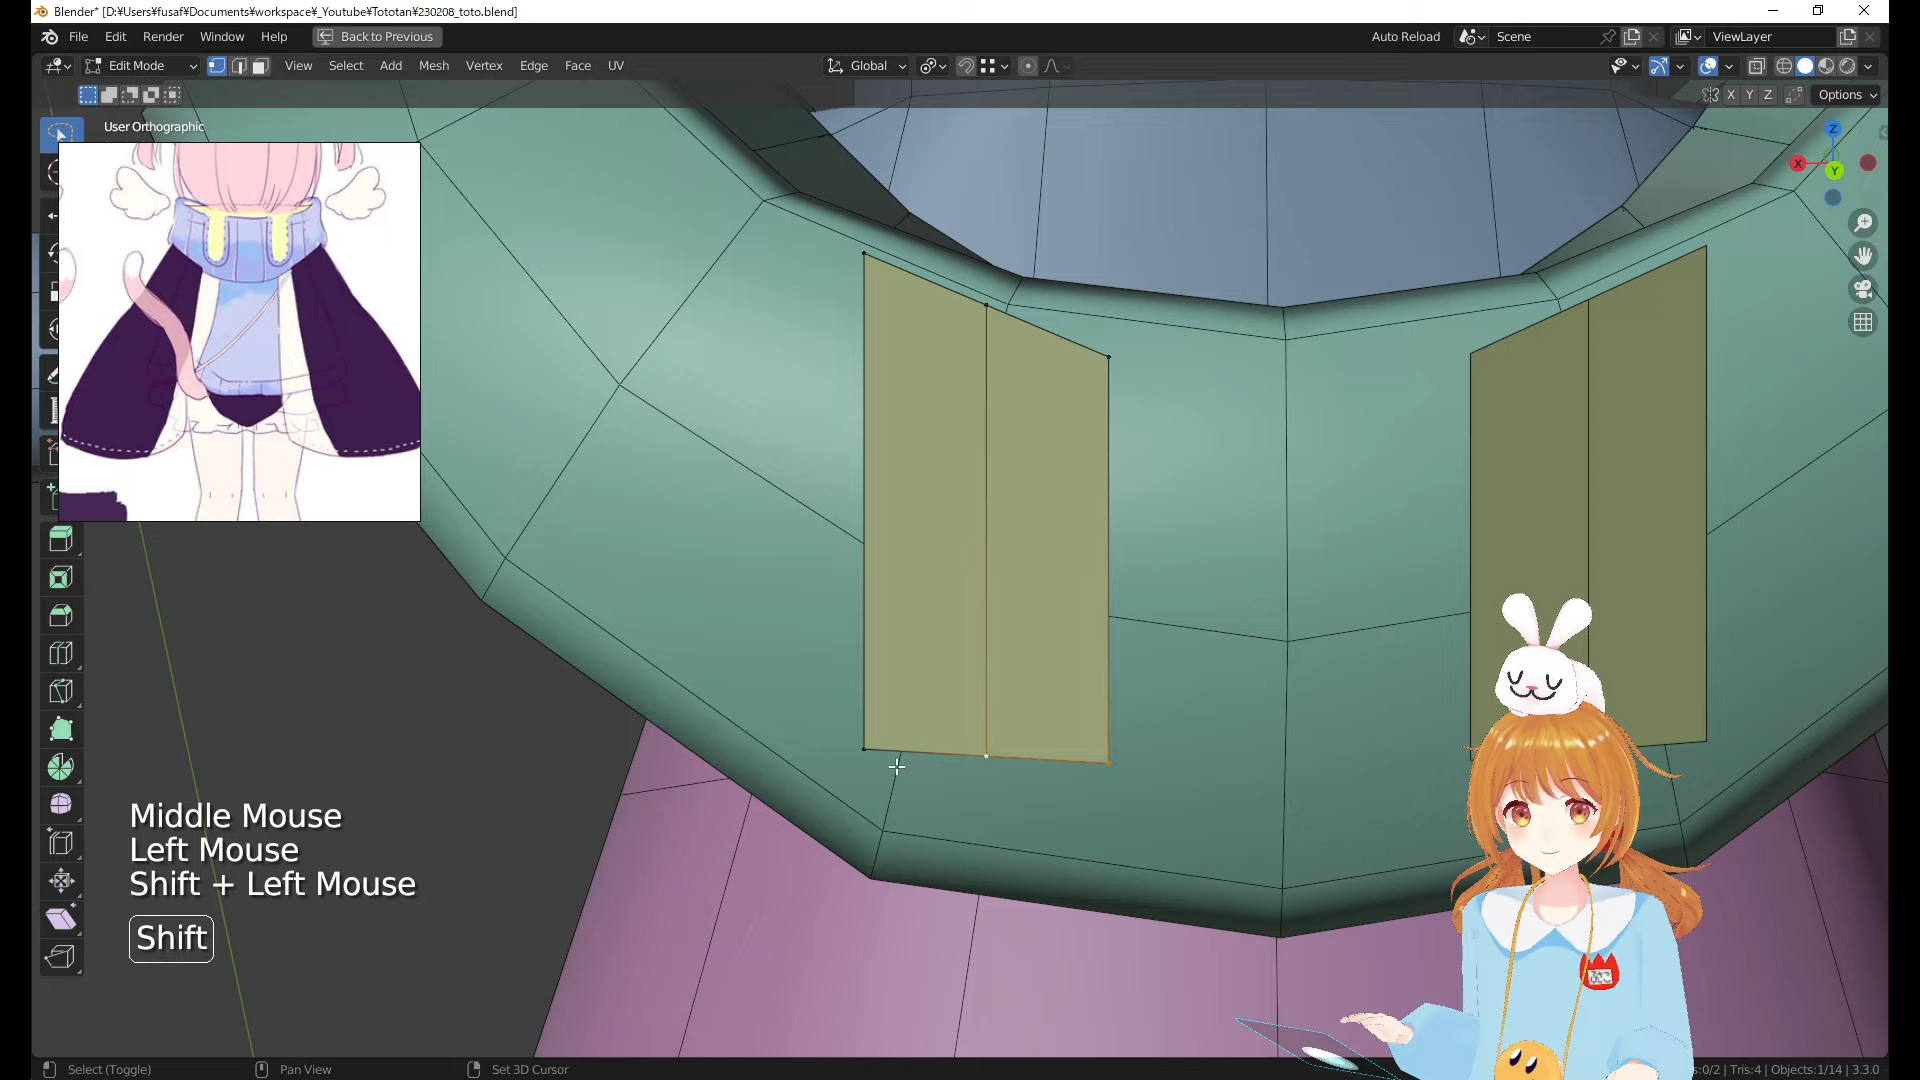 Blender* [D:¥Users¥fusaf¥Documents¥workspace¥_Youtube¥Tototan¥230208_toto.blend]
File Edit Render Window Help Back to Previous Auto Reload Scene ViewLayer
Edit Mode View Select Add Mesh Vertex Edge Face UV Global
X Y Z Options
User Orthographic
Z
X
Y
Middle Mouse
Left Mouse
Shift + Left Mouse
Shift
Select (Toggle) Pan View Set 3D Cursor s:0/2 | Tris:4 | Objects:1/14 | 3.3.0